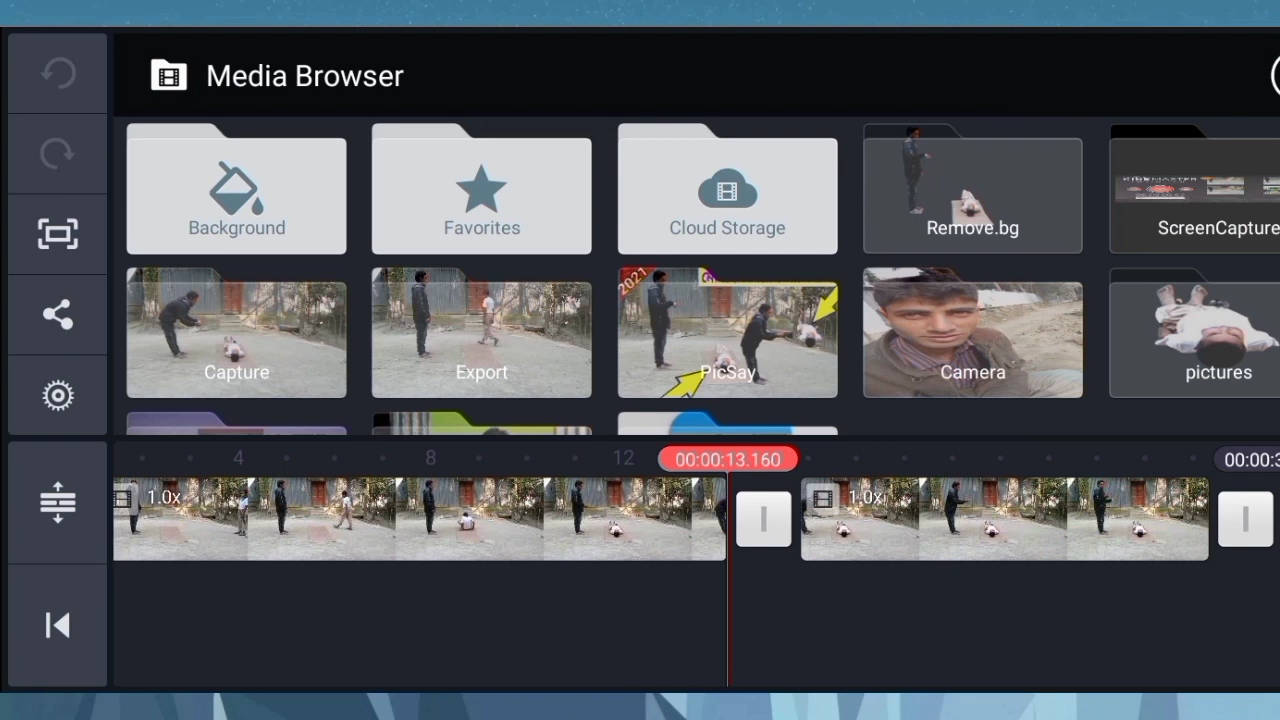 Media Browser
Background
Favorites
Cloud Storage
Remove.bg
ScreenCapture
Capture
Export
2021
PicSay
Camera
pictures
4
8
12
00:00:13.160
00:00:3
1.0x
1.0x